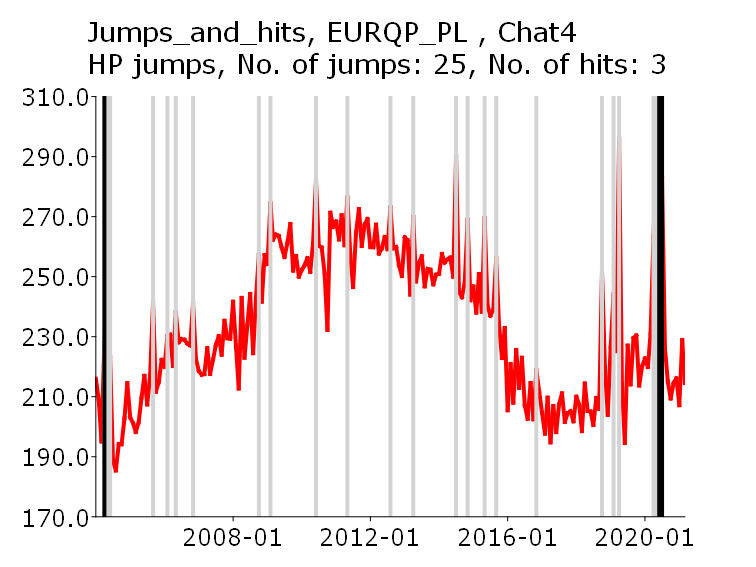 Jumps_and_hits, EURQP_PL , Chat4
HP jumps, No. of jumps: 25, No. of hits: 3
310.0
290.0
270.0
250.0
230.0
210.0
190.0
170.0
2008-01 2012-01 2016-01 2020-01